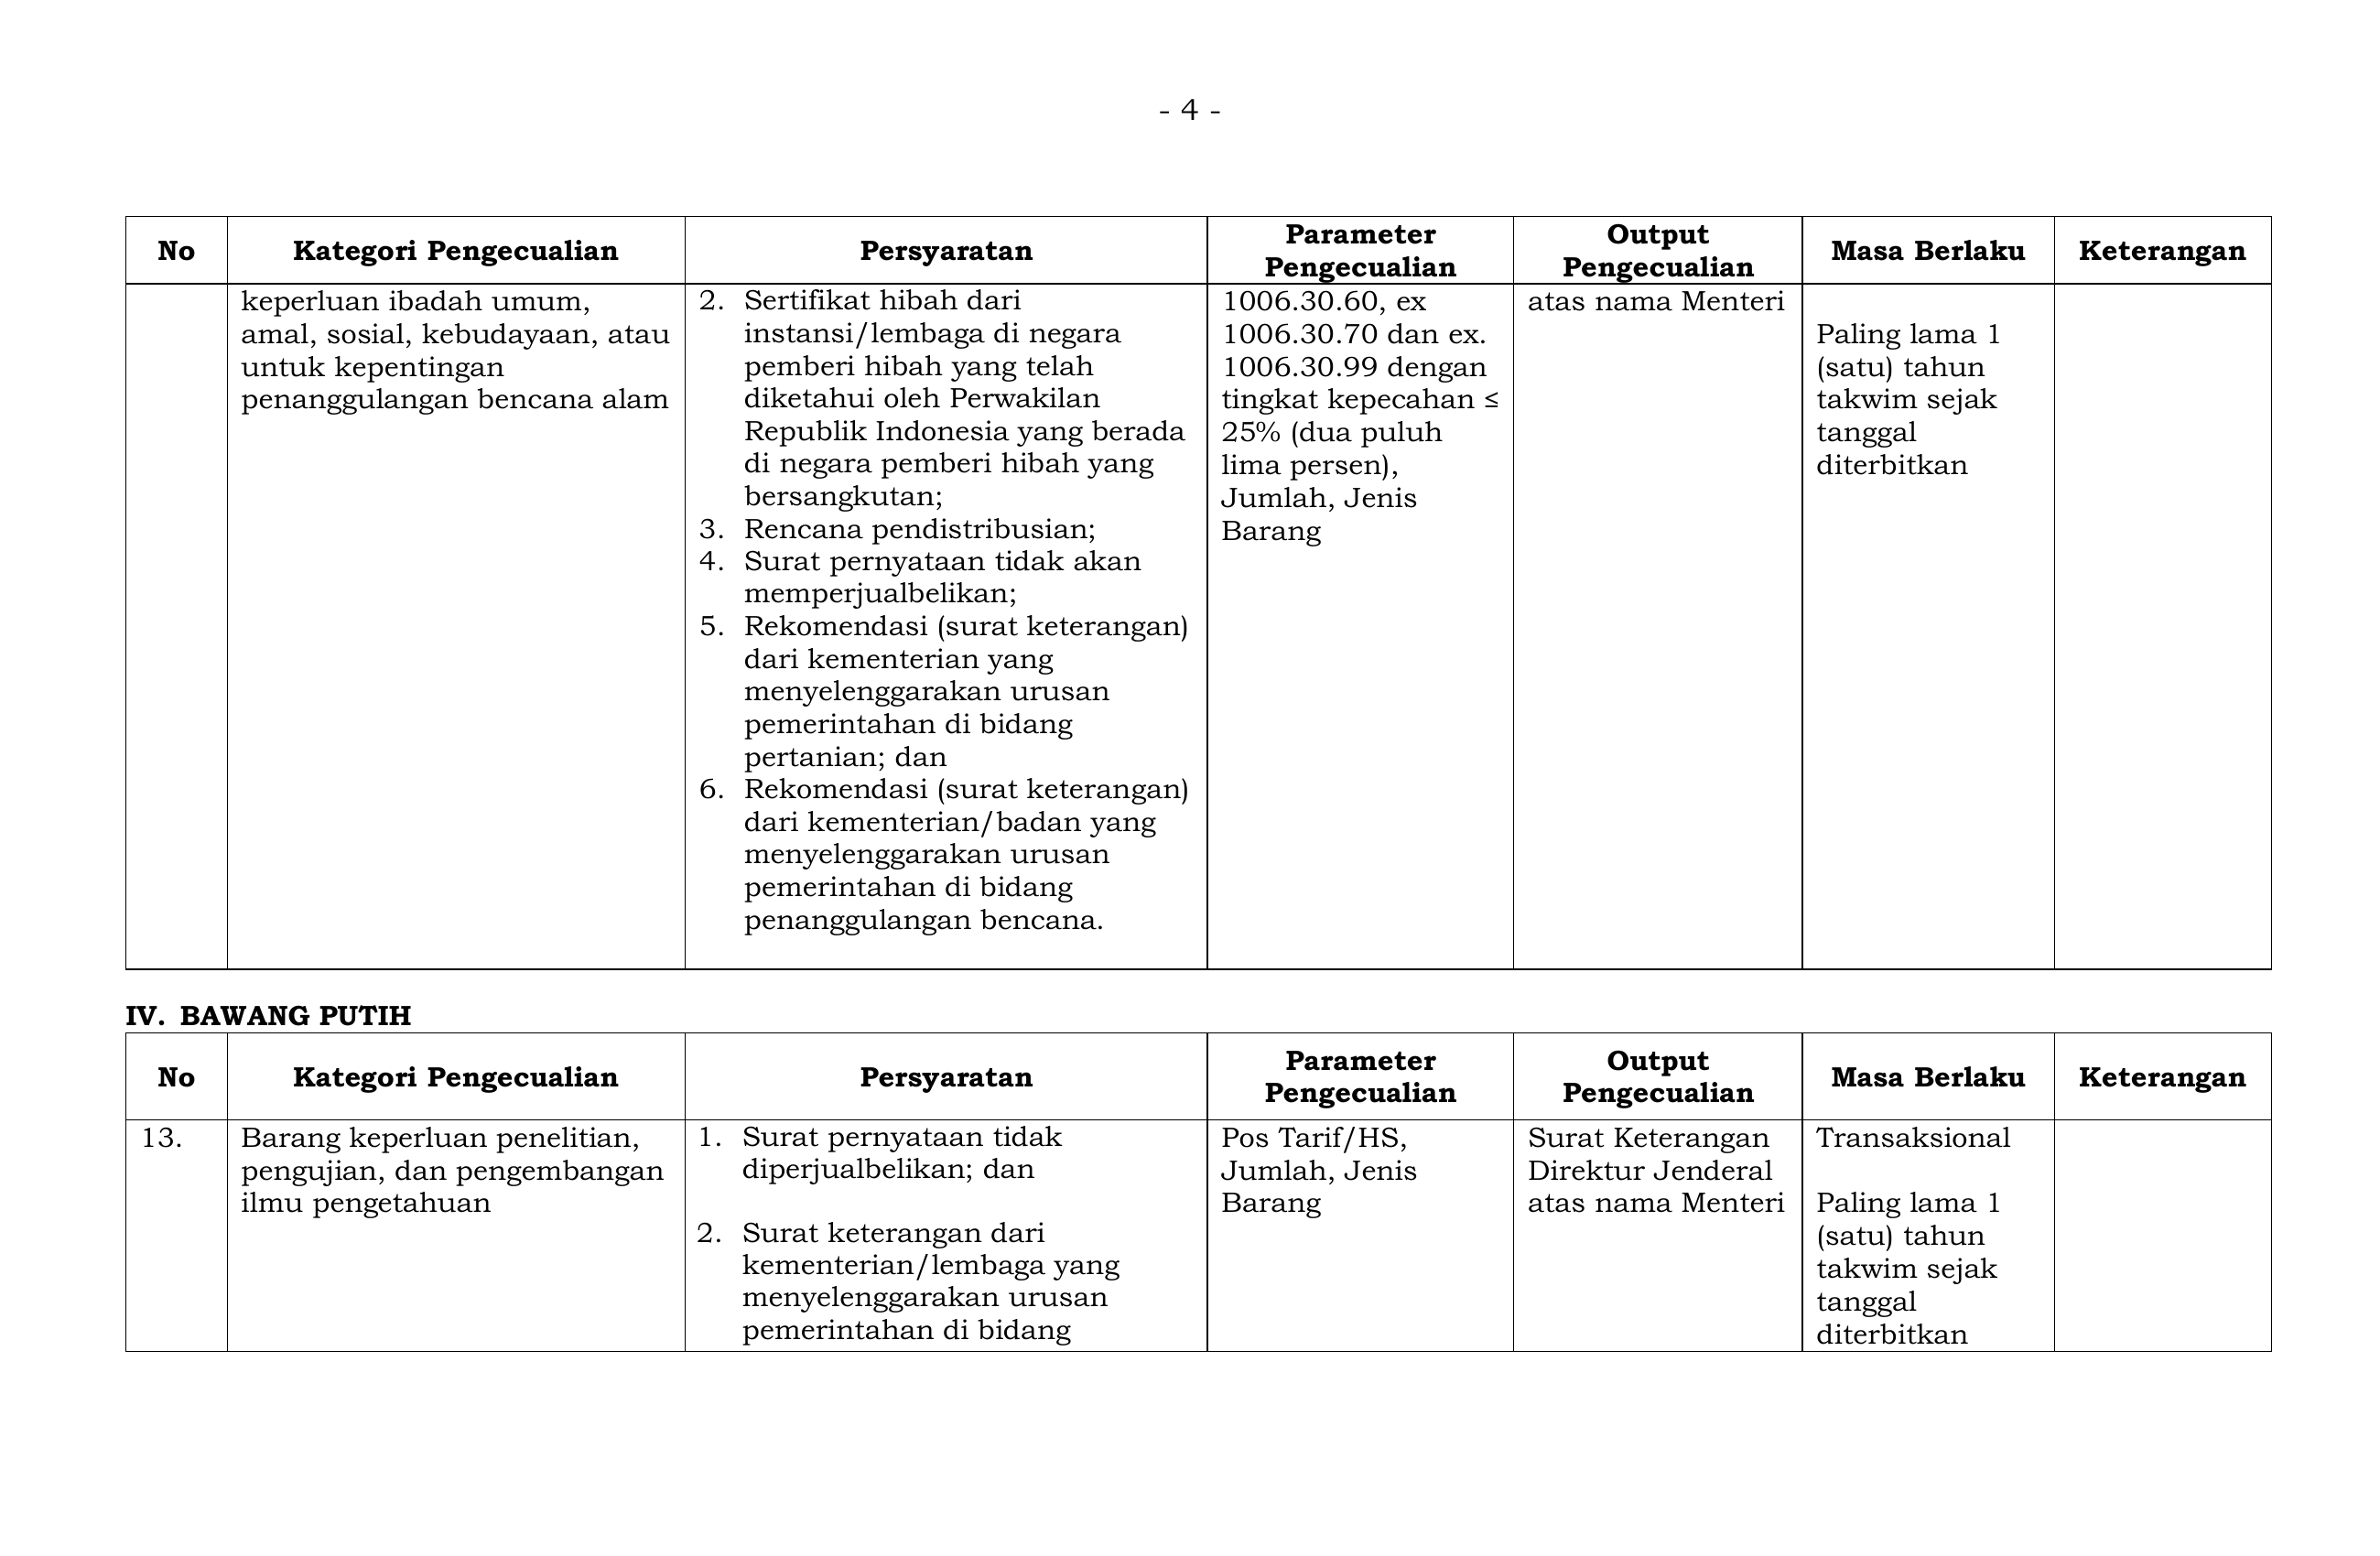 - 4 -
No
Kategori Pengecualian
Persyaratan
Parameter
Pengecualian
Output
Pengecualian
Masa Berlaku
Keterangan
keperluan ibadah umum,
amal, sosial, kebudayaan, atau
untuk kepentingan
penanggulangan bencana alam
2. Sertifikat hibah dari
instansi/lembaga di negara
pemberi hibah yang telah
diketahui oleh Perwakilan
Republik Indonesia yang berada
di negara pemberi hibah yang
bersangkutan;
3. Rencana pendistribusian;
4. Surat pernyataan tidak akan
memperjualbelikan;
5. Rekomendasi (surat keterangan)
dari kementerian yang
menyelenggarakan urusan
pemerintahan di bidang
pertanian; dan
6. Rekomendasi (surat keterangan)
dari kementerian/badan yang
menyelenggarakan urusan
pemerintahan di bidang
penanggulangan bencana.
1006.30.60, ex
1006.30.70 dan ex.
1006.30.99 dengan
tingkat kepecahan ≤
25% (dua puluh
lima persen),
Jumlah, Jenis
Barang
atas nama Menteri
Paling lama 1
(satu) tahun
takwim sejak
tanggal
diterbitkan
IV. BAWANG PUTIH
No
Kategori Pengecualian
Persyaratan
Parameter
Pengecualian
Output
Pengecualian
Masa Berlaku
Keterangan
13.
Barang keperluan penelitian,
pengujian, dan pengembangan
ilmu pengetahuan
1. Surat pernyataan tidak
diperjualbelikan; dan
2. Surat keterangan dari
kementerian/lembaga yang
menyelenggarakan urusan
pemerintahan di bidang
Pos Tarif/HS,
Jumlah, Jenis
Barang
Surat Keterangan
Direktur Jenderal
atas nama Menteri
Transaksional
Paling lama 1
(satu) tahun
takwim sejak
tanggal
diterbitkan